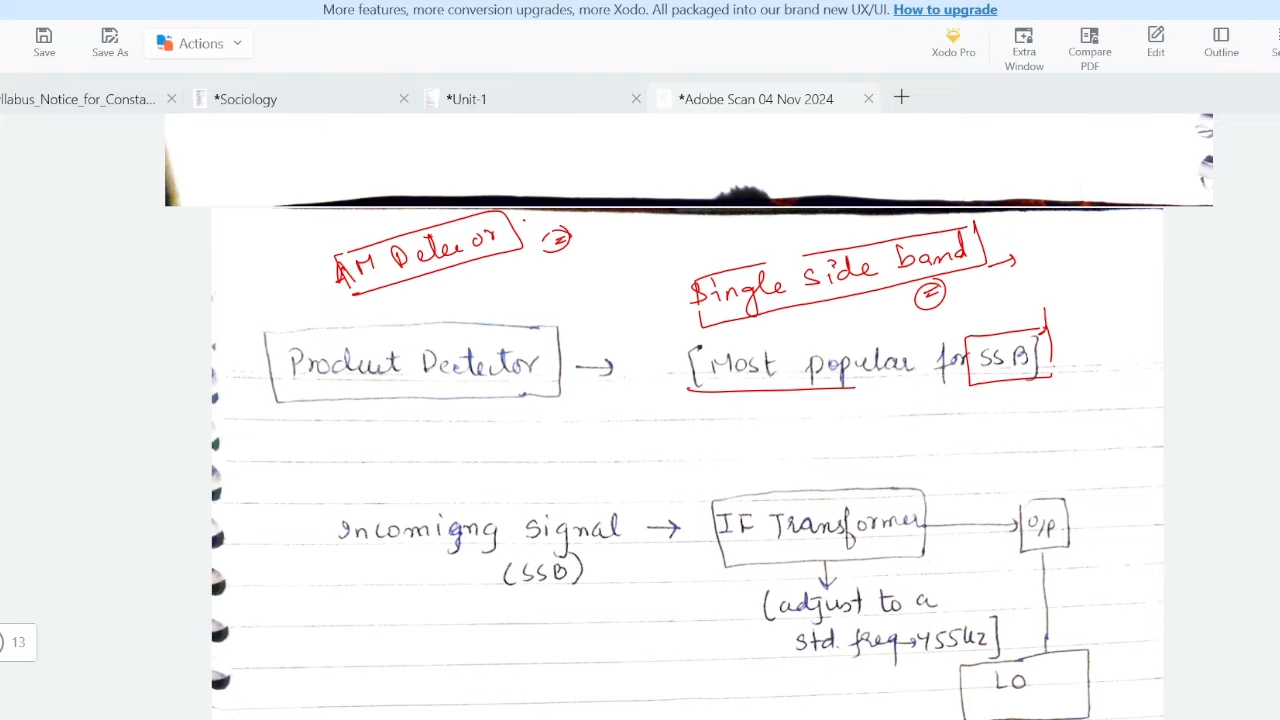 More features, more conversion upgrades, more Xodo. All packaged into our brand new UX/UI. How to upgrade
Save
Save As
Actions
Xodo Pro
Extra Window
Compare PDF
Edit
Outline
llabus_Notice_for_Consta...
*Sociology
*Unit-1
*Adobe Scan 04 Nov 2024
AM Detector
Single side band
Product Dectector → [Most popular for SSB]
Incomigng signal → IF Transformer O/P.
(SSB)
(adjust to a
std. freq→455kz]
13
LO